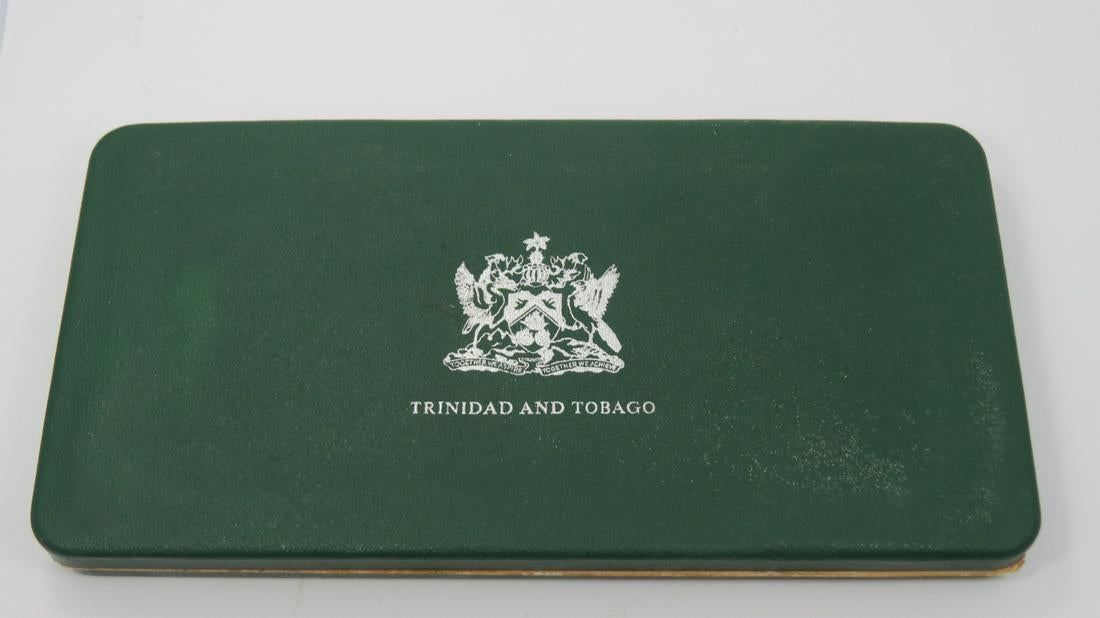 TOGETHER WE ASPIRE TOGETHER WE ACHIEVE
TRINIDAD AND TOBAGO